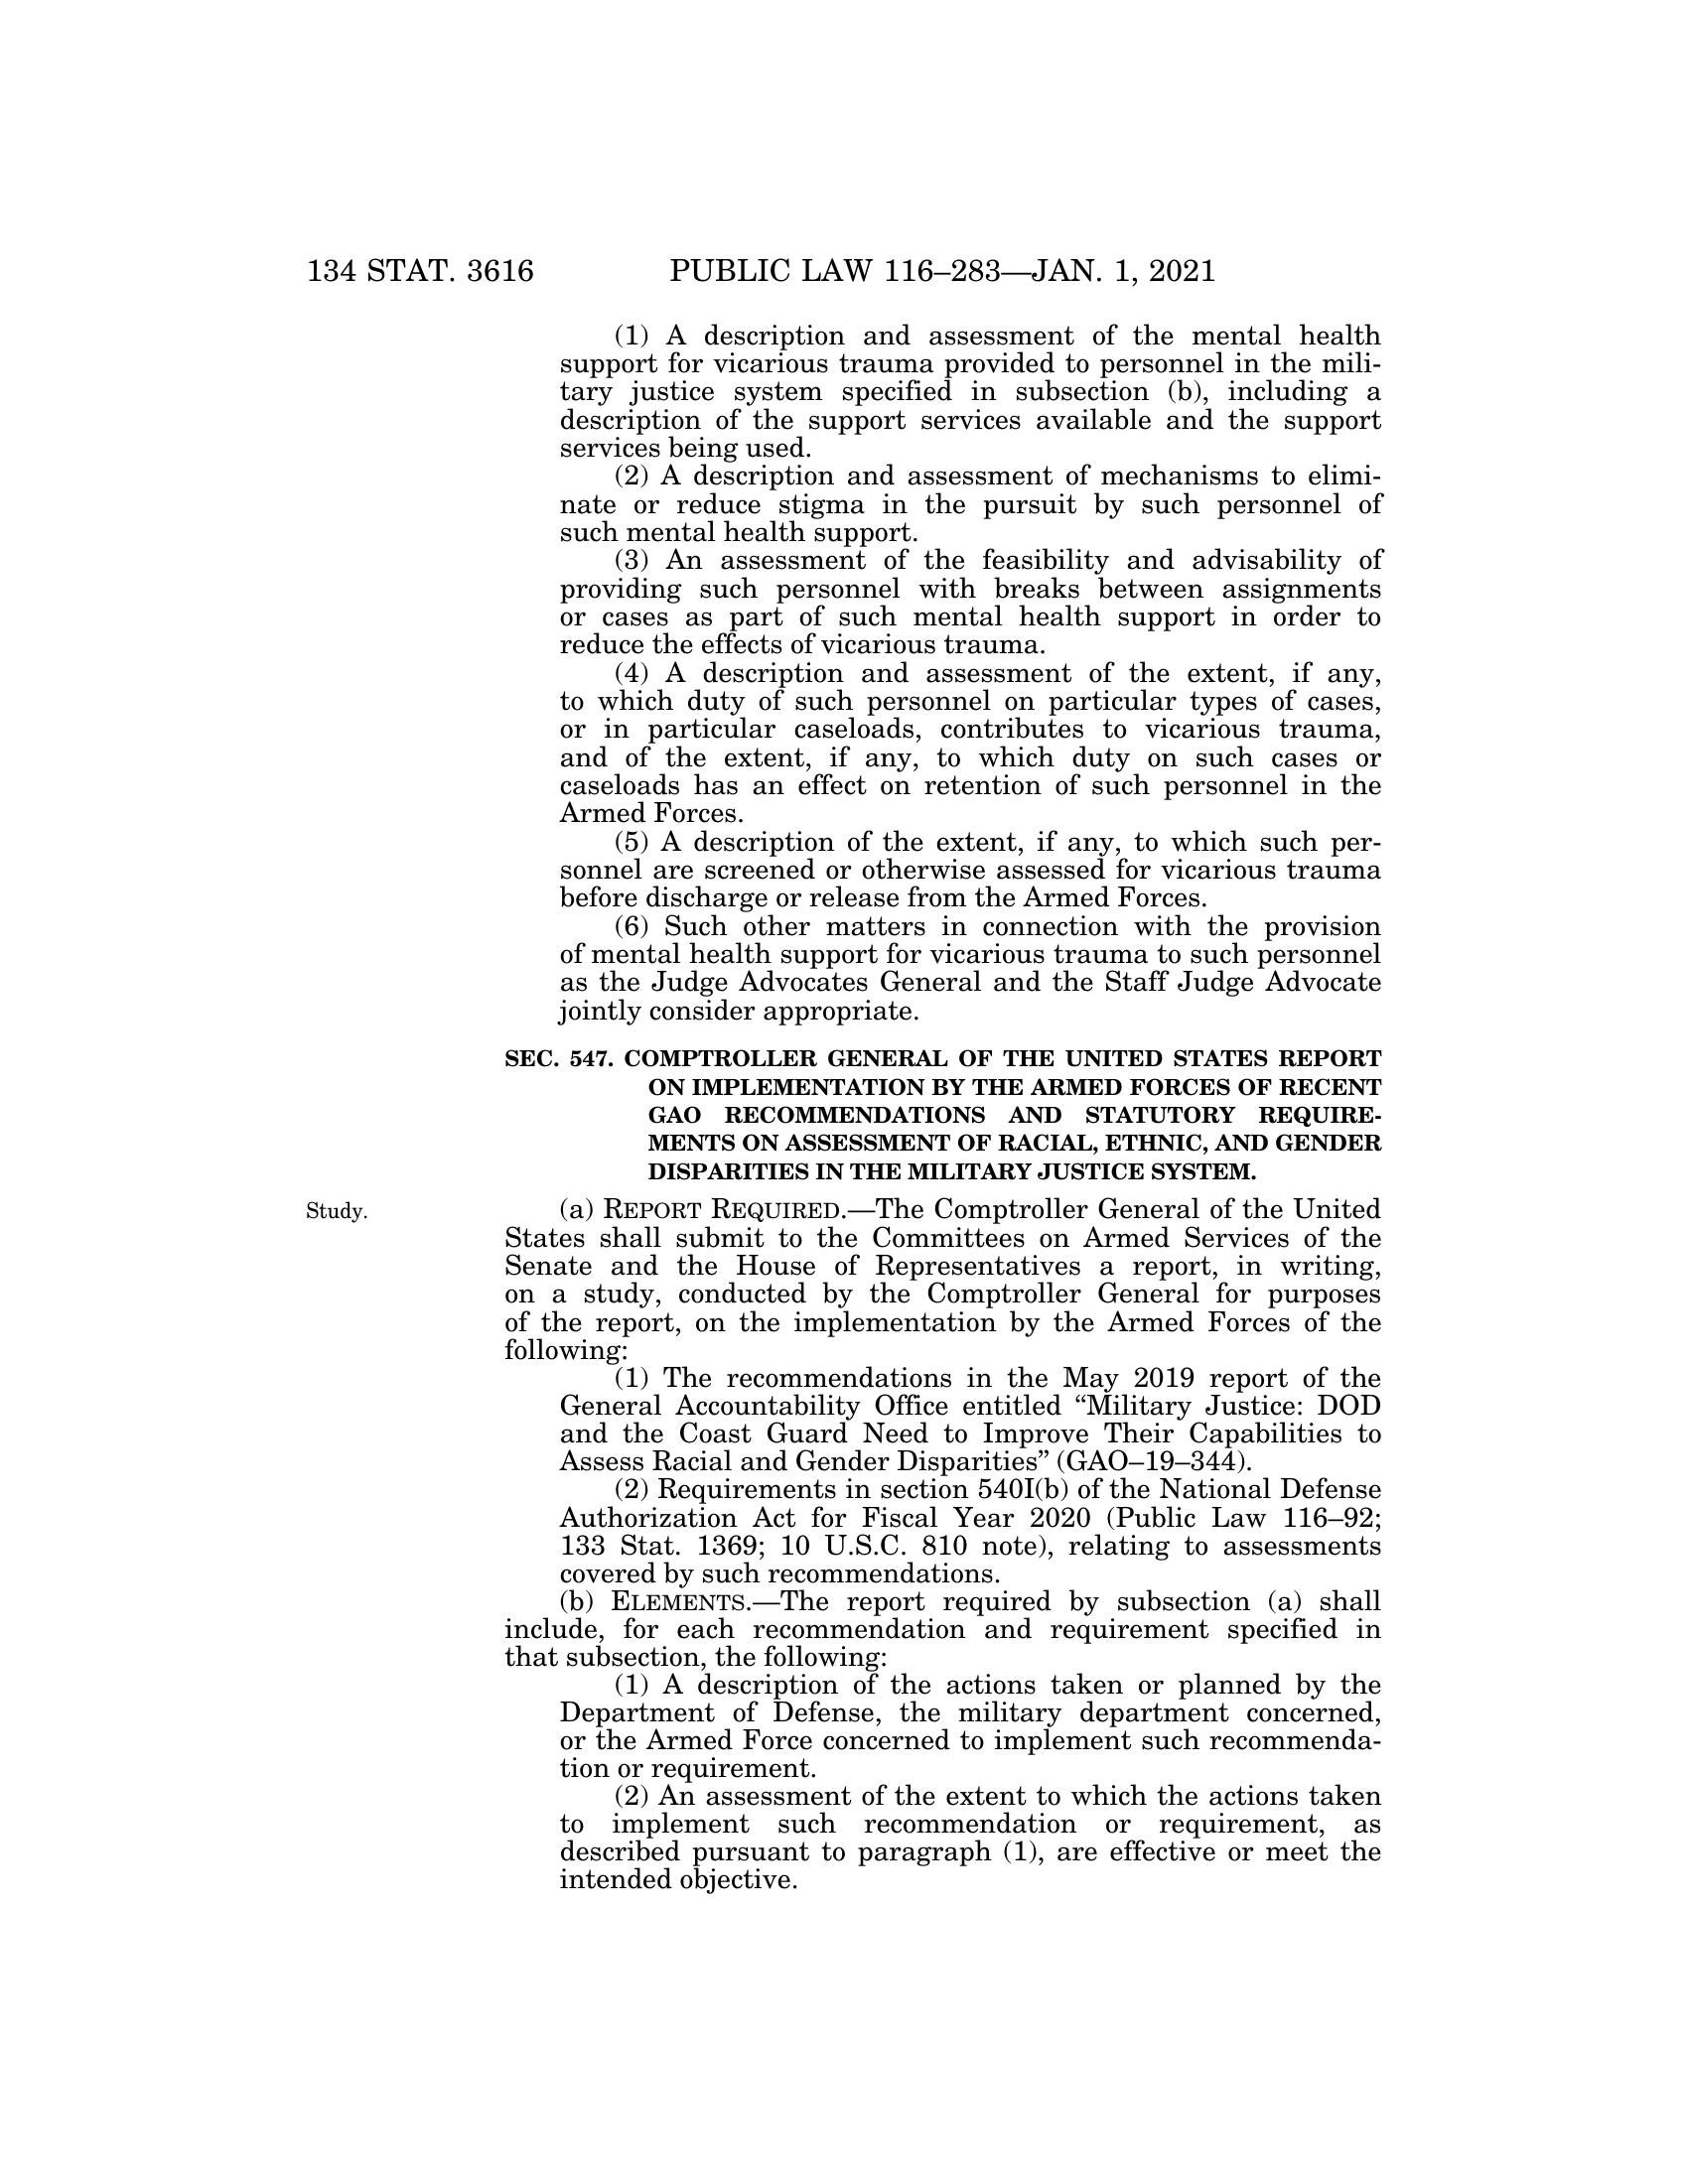 134 STAT. 3616 PUBLIC LAW 116–283—JAN. 1, 2021
(1) A description and assessment of the mental health
support for vicarious trauma provided to personnel in the mili-
tary justice system specified in subsection (b), including a
description of the support services available and the support
services being used.
(2) A description and assessment of mechanisms to elimi-
nate or reduce stigma in the pursuit by such personnel of
such mental health support.
(3) An assessment of the feasibility and advisability of
providing such personnel with breaks between assignments
or cases as part of such mental health support in order to
reduce the effects of vicarious trauma.
(4) A description and assessment of the extent, if any,
to which duty of such personnel on particular types of cases,
or in particular caseloads, contributes to vicarious trauma,
and of the extent, if any, to which duty on such cases or
caseloads has an effect on retention of such personnel in the
Armed Forces.
(5) A description of the extent, if any, to which such per-
sonnel are screened or otherwise assessed for vicarious trauma
before discharge or release from the Armed Forces.
(6) Such other matters in connection with the provision
of mental health support for vicarious trauma to such personnel
as the Judge Advocates General and the Staff Judge Advocate
jointly consider appropriate.
SEC. 547. COMPTROLLER GENERAL OF THE UNITED STATES REPORT
ON IMPLEMENTATION BY THE ARMED FORCES OF RECENT
GAO RECOMMENDATIONS AND STATUTORY REQUIRE-
MENTS ON ASSESSMENT OF RACIAL, ETHNIC, AND GENDER
DISPARITIES IN THE MILITARY JUSTICE SYSTEM.
Study.
(a) REPORT REQUIRED.—The Comptroller General of the United
States shall submit to the Committees on Armed Services of the
Senate and the House of Representatives a report, in writing,
on a study, conducted by the Comptroller General for purposes
of the report, on the implementation by the Armed Forces of the
following:
(1) The recommendations in the May 2019 report of the
General Accountability Office entitled “Military Justice: DOD
and the Coast Guard Need to Improve Their Capabilities to
Assess Racial and Gender Disparities” (GAO–19–344).
(2) Requirements in section 540I(b) of the National Defense
Authorization Act for Fiscal Year 2020 (Public Law 116–92;
133 Stat. 1369; 10 U.S.C. 810 note), relating to assessments
covered by such recommendations.
(b) ELEMENTS.—The report required by subsection (a) shall
include, for each recommendation and requirement specified in
that subsection, the following:
(1) A description of the actions taken or planned by the
Department of Defense, the military department concerned,
or the Armed Force concerned to implement such recommenda-
tion or requirement.
(2) An assessment of the extent to which the actions taken
to implement such recommendation or requirement, as
described pursuant to paragraph (1), are effective or meet the
intended objective.